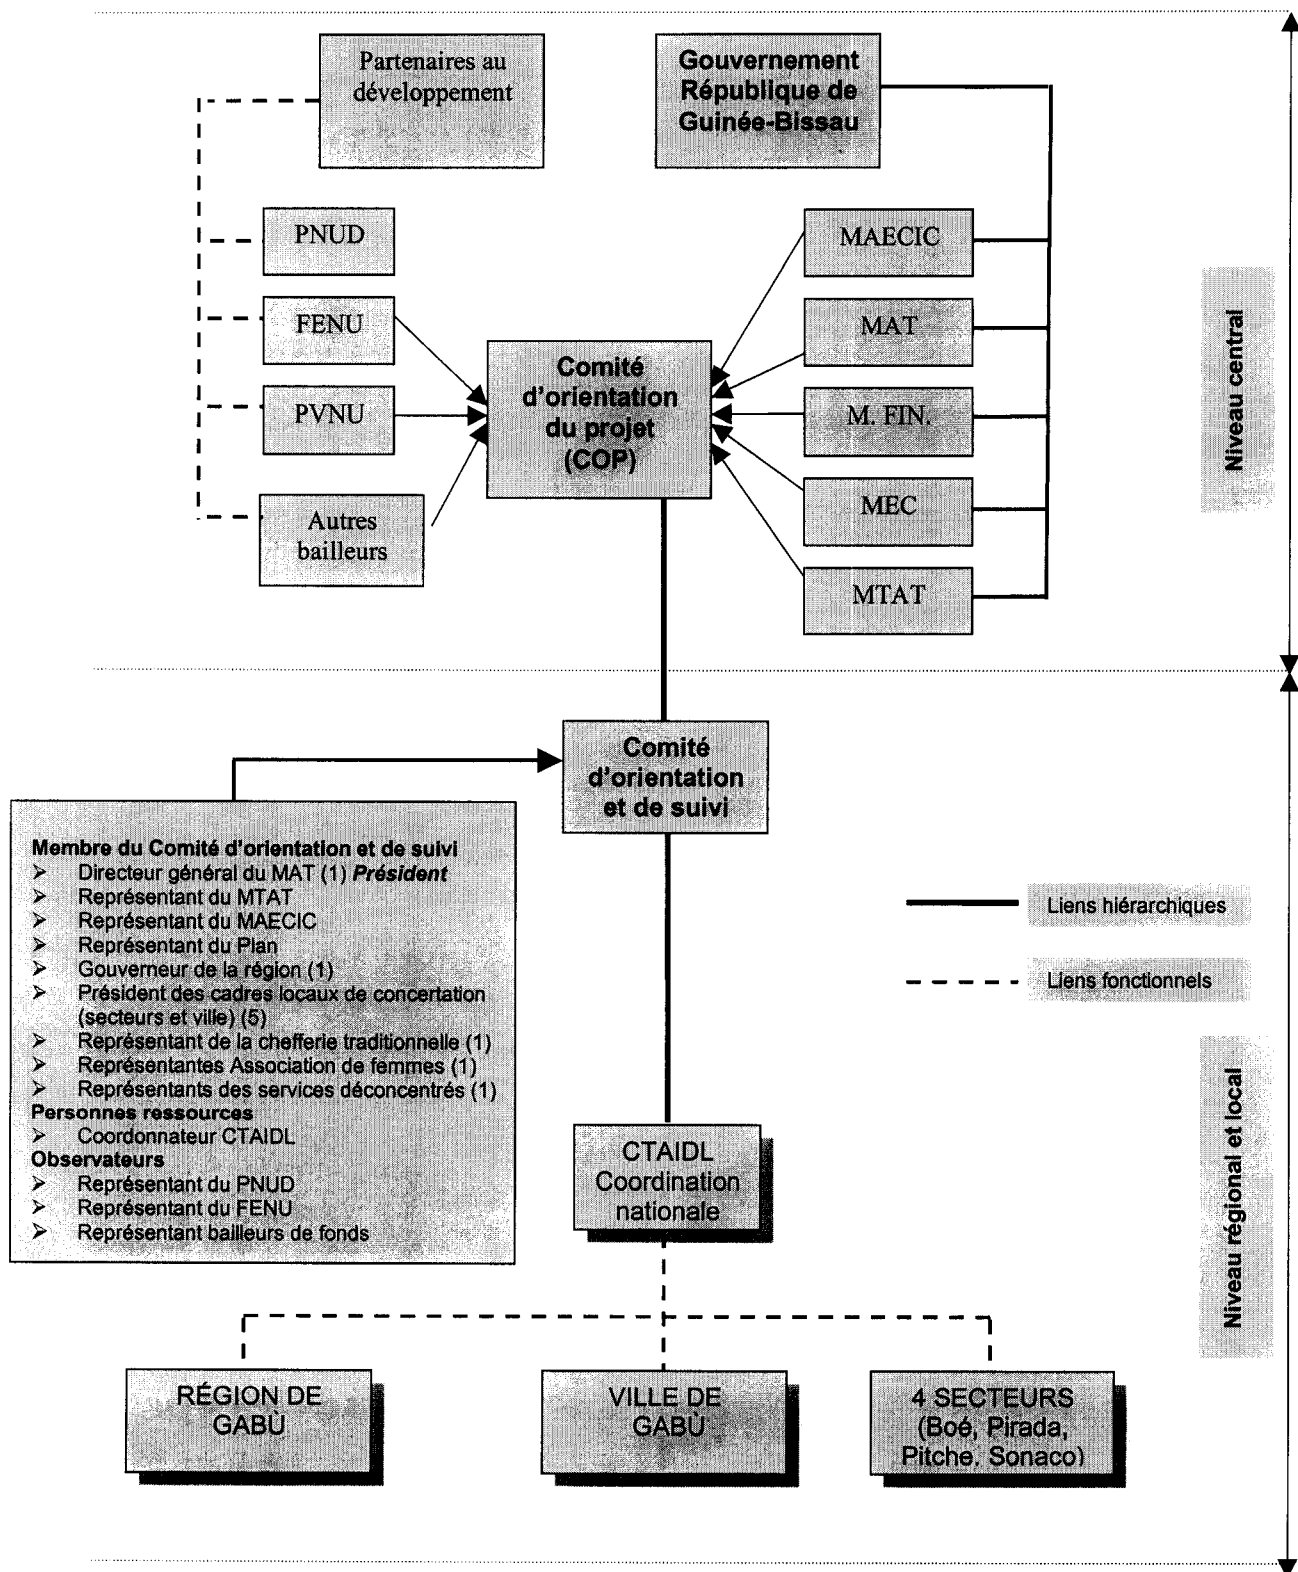 Partenaires au
développement
Gouvernement
République de
Guinée-Bissau
PNUD
FENU
PVNU
Autres
bailleurs
Comité
d'orientation
du projet
(COP)
MAECIC
MAT
M. FIN.
MEC
MTAT
Niveau central
Comité
d'orientation
et de suivi
Membre du Comité d'orientation et de suivi
➤ Directeur général du MAT (1) Président
➤ Représentant du MTAT
➤ Représentant du MAECIC
➤ Représentant du Plan
➤ Gouverneur de la région (1)
➤ Président des cadres locaux de concertation
(secteurs et ville) (5)
➤ Représentant de la chefferie traditionnelle (1)
➤ Représentantes Association de femmes (1)
➤ Représentants des services déconcentrés (1)
Personnes ressources
➤ Coordonnateur CTAIDL
Observateurs
➤ Représentant du PNUD
➤ Représentant du FENU
➤ Représentant bailleurs de fonds
Liens hiérarchiques
Liens fonctionnels
CTAIDL
Coordination
nationale
Niveau régional et local
RÉGION DE
GABÙ
VILLE DE
GABÙ
4 SECTEURS
(Boé, Pirada,
Pitche, Sonaco)